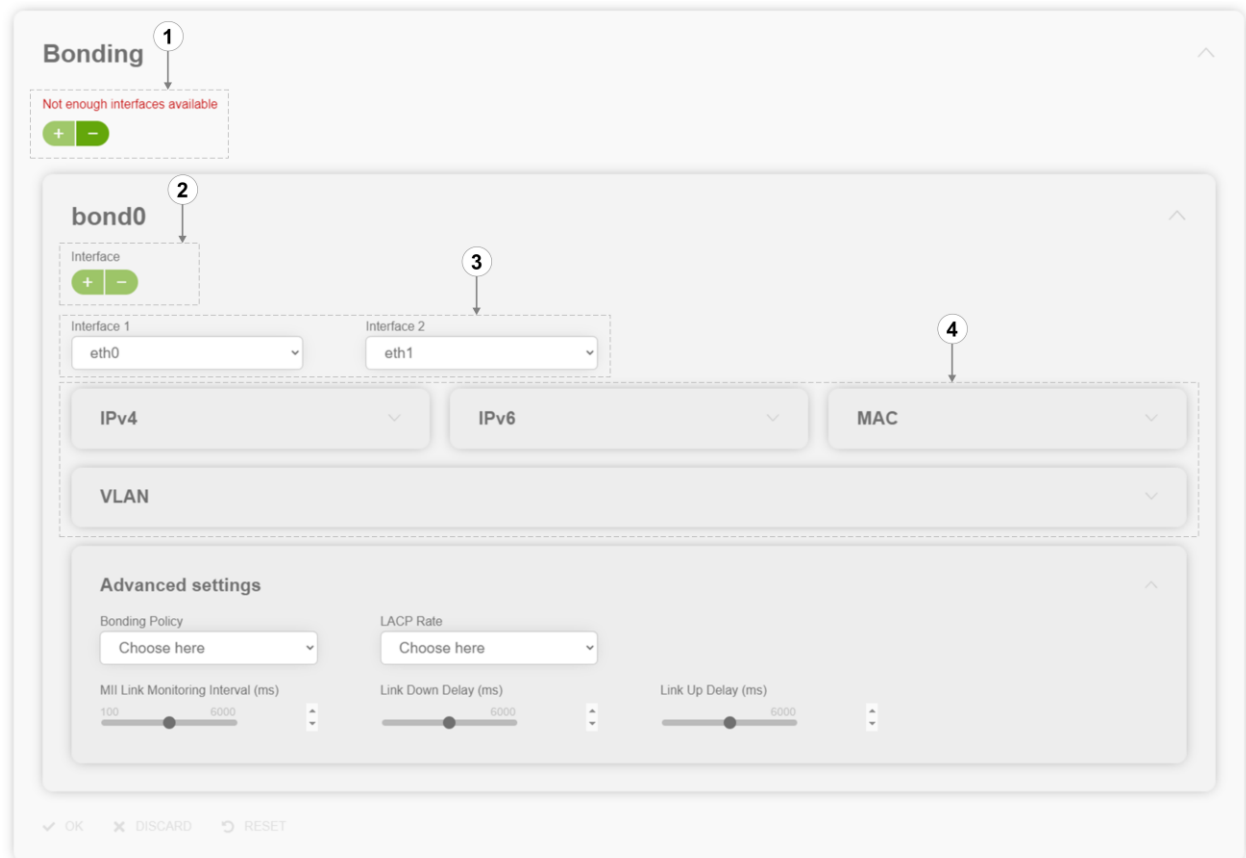 1
Bonding
Not enough interfaces available
+ −
2
bond0
Interface
+ −
3
Interface 1 Interface 2
eth0 eth1
4
IPv4 IPv6 MAC
VLAN
Advanced settings
Bonding Policy LACP Rate
Choose here Choose here
MII Link Monitoring Interval (ms) Link Down Delay (ms) Link Up Delay (ms)
100 6000 6000 6000
OK DISCARD RESET